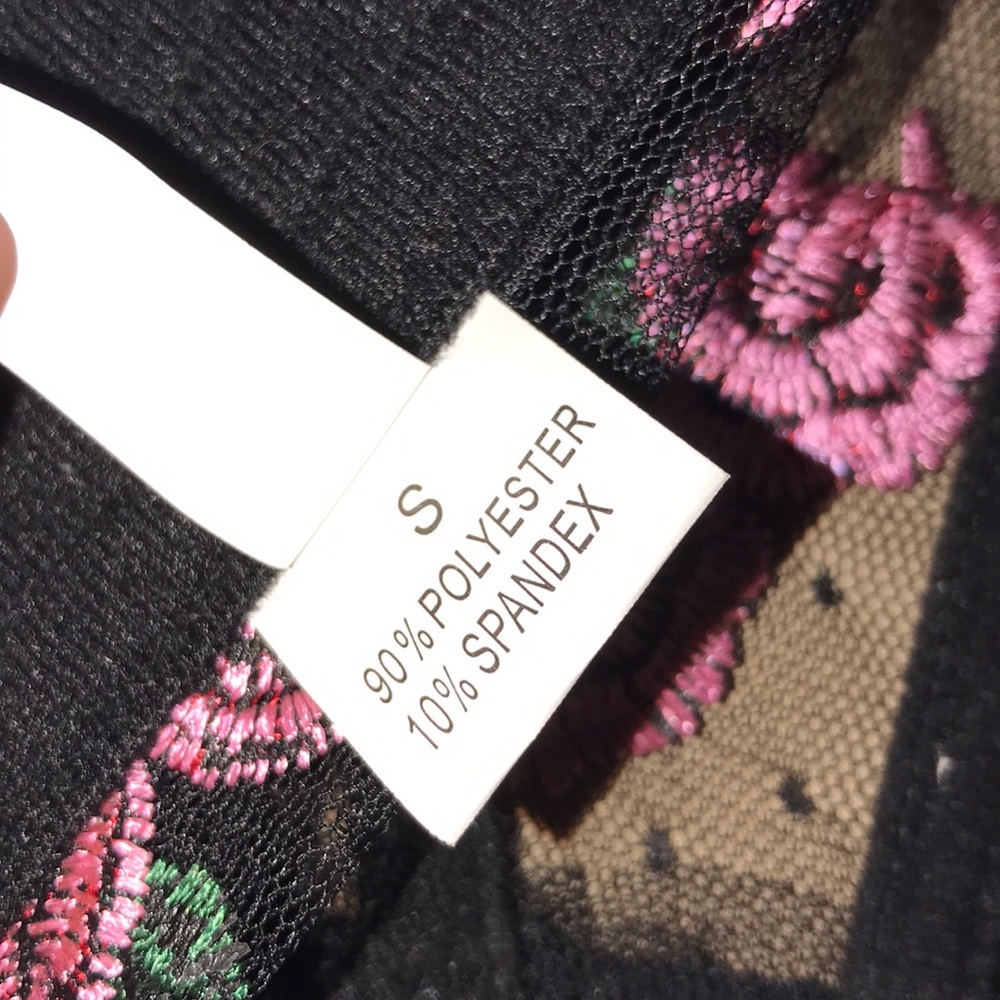 S
90% POLYESTER
10% SPANDEX